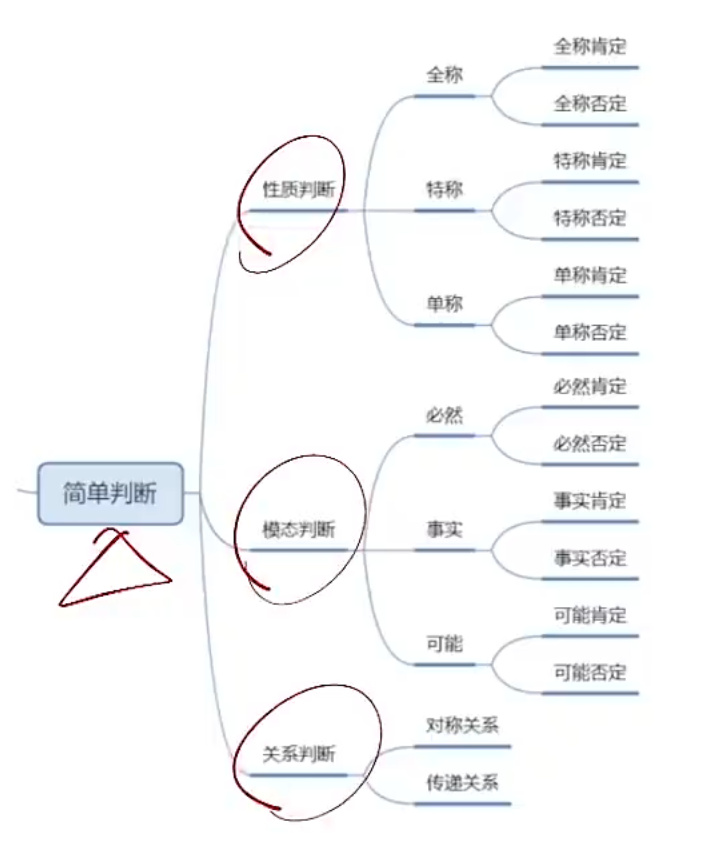 简单判断
性质判断
全称
全称肯定
全称否定
特称
特称肯定
特称否定
单称
单称肯定
单称否定
模态判断
必然
必然肯定
必然否定
事实
事实肯定
事实否定
可能
可能肯定
可能否定
关系判断
对称关系
传递关系